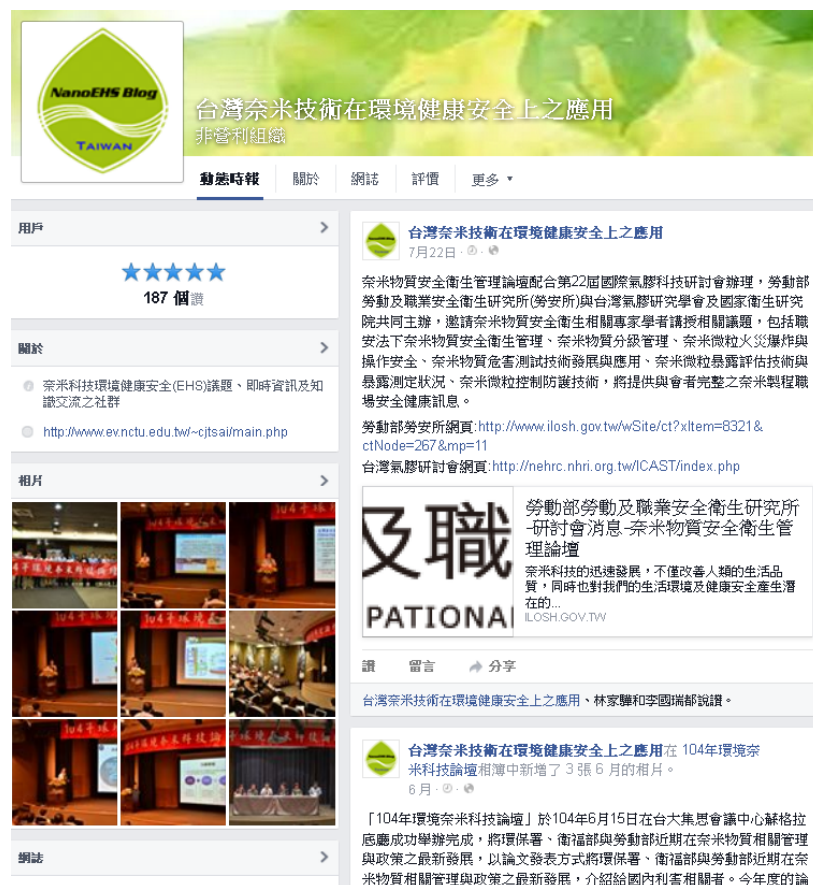 NanoEHS Blog
TAIWAN
台灣奈米技術在環境健康安全上之應用
非營利組織
動態時報 關於 網誌 評價 更多
用戶
187 個讚
關於
奈米科技環境健康安全(EHS)議題、即時資訊及知
識交流之社群
http://www.ev.nctu.edu.tw/~cjtsai/main.php
相片
網誌
台灣奈米技術在環境健康安全上之應用
7月22日
奈米物質安全衛生管理論壇配合第22屆國際氣膠科技研討會辦理，勞動部
勞動及職業安全衛生研究所(勞安所)與台灣氣膠研究學會及國家衛生研究
院共同主辦，邀請奈米物質安全衛生相關專家學者講授相關議題，包括職
安法下奈米物質安全衛生管理、奈米物質分級管理、奈米微粒火災爆炸與
操作安全、奈米物質危害測試技術發展與應用、奈米微粒暴露評估技術與
暴露測定狀況、奈米微粒控制防護技術，將提供與會者完整之奈米製程職
場安全健康訊息。
勞動部勞安所網頁:http://www.ilosh.gov.tw/wSite/ct?xItem=8321&
ctNode=267&mp=11
台灣氣膠研討會網頁:http://nehrc.nhri.org.tw/ICAST/index.php
及職
PATIONAL
勞動部勞動及職業安全衛生研究所
-研討會消息-奈米物質安全衛生管
理論壇
奈米科技的迅速發展，不僅改善人類的生活品
質，同時也對我們的生活環境及健康安全產生潛
在的...
ILOSH.GOV.TW
讚 留言 分享
台灣奈米技術在環境健康安全上之應用、林家驊和李國瑞都說讚。
台灣奈米技術在環境健康安全上之應用在 104年環境奈
米科技論壇相簿中新增了 3 張 6 月的相片。
6月
「104年環境奈米科技論壇」於104年6月15日在台大集思會議中心蘇格拉
底廳成功舉辦完成，將環保署、衛福部與勞動部近期在奈米物質相關管理
與政策之最新發展，以論文發表方式將環保署、衛福部與勞動部近期在奈
米物質相關管理與政策之最新發展，介紹給國內利害相關者。今年度的論